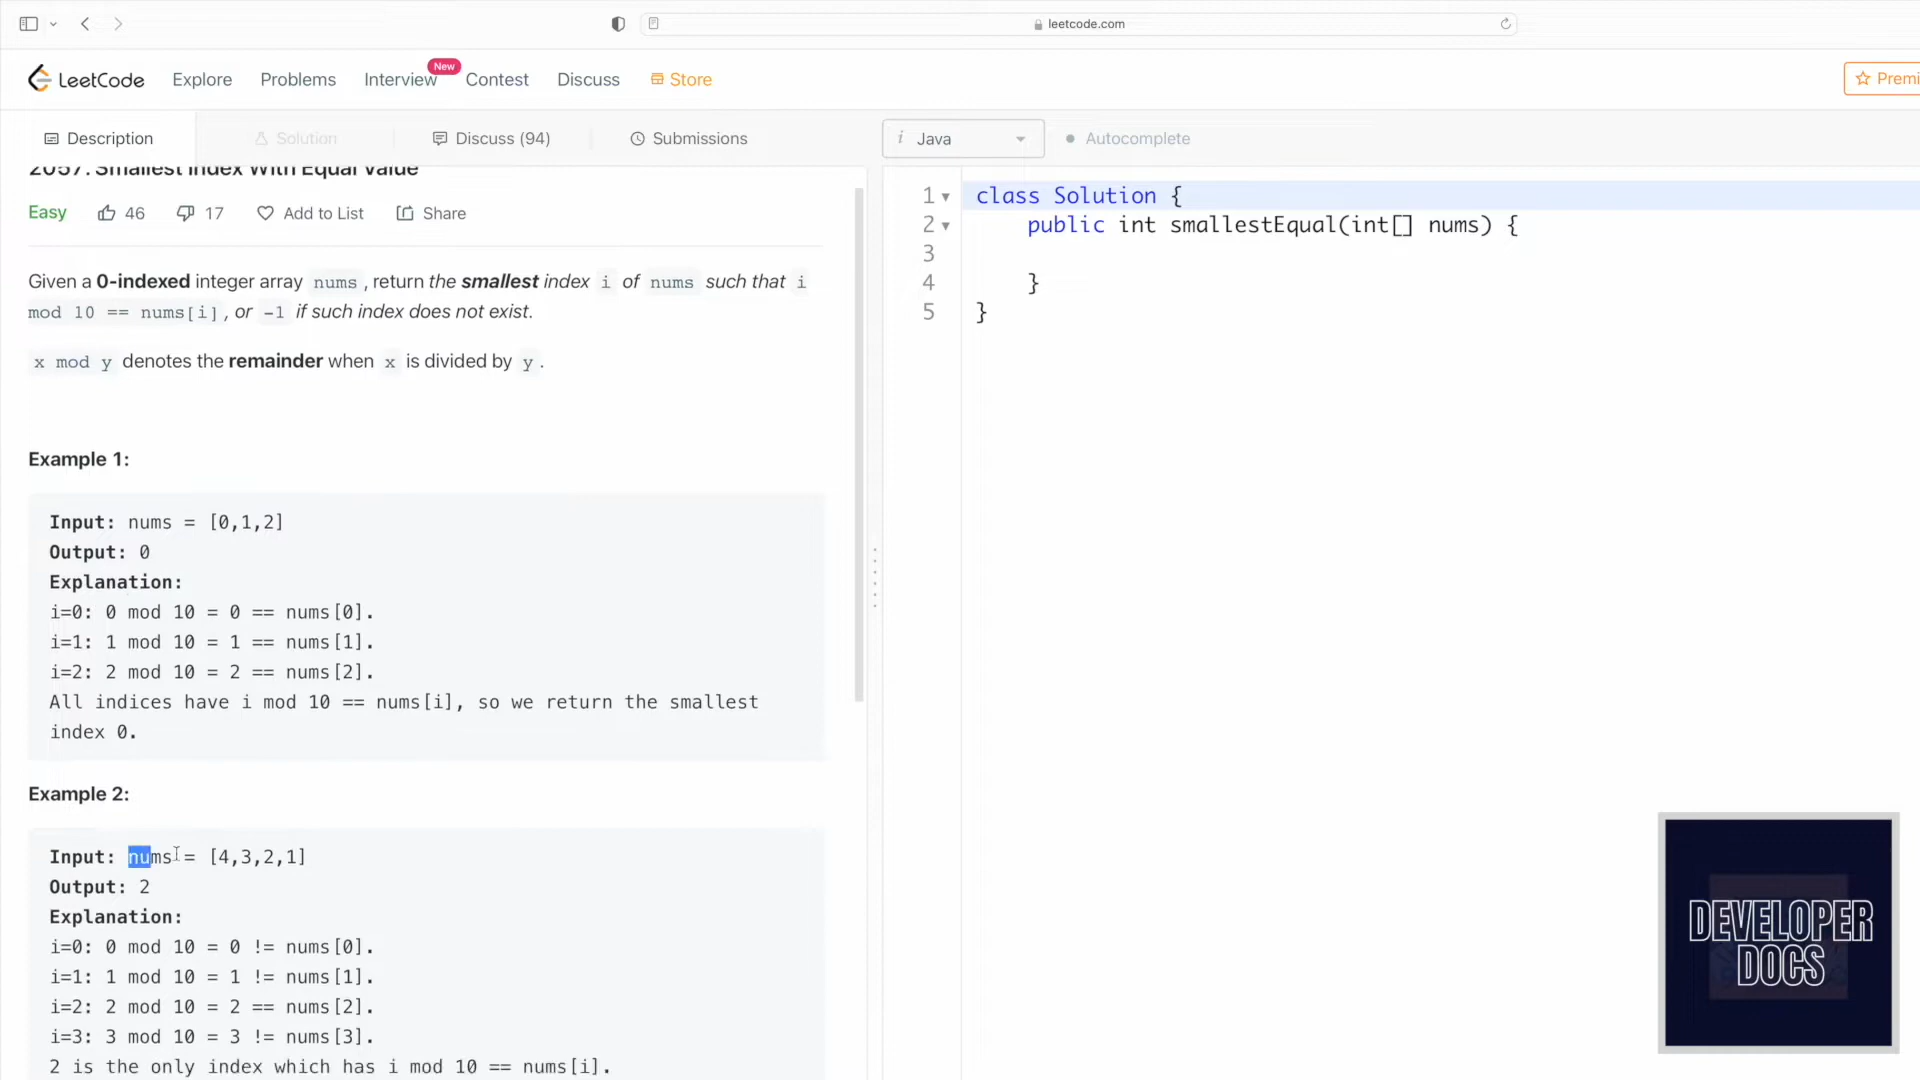 leetcode.com
LeetCode Explore Problems Interview New Contest Discuss Store Premi
Description Solution Discuss (94) Submissions
i Java Autocomplete
2057. Smallest Index With Equal Value
Easy 46 17 Add to List Share
Given a 0-indexed integer array nums , return the smallest index i of nums such that i
mod 10 == nums[i] , or -1 if such index does not exist.
x mod y denotes the remainder when x is divided by y .
Example 1:
Input: nums = [0,1,2]
Output: 0
Explanation:
i=0: 0 mod 10 = 0 == nums[0].
i=1: 1 mod 10 = 1 == nums[1].
i=2: 2 mod 10 = 2 == nums[2].
All indices have i mod 10 == nums[i], so we return the smallest
index 0.
Example 2:
Input: nums = [4,3,2,1]
Output: 2
Explanation:
i=0: 0 mod 10 = 0 != nums[0].
i=1: 1 mod 10 = 1 != nums[1].
i=2: 2 mod 10 = 2 == nums[2].
i=3: 3 mod 10 = 3 != nums[3].
2 is the only index which has i mod 10 == nums[i].
1 class Solution {
2 public int smallestEqual(int[] nums) {
3
4 }
5 }
DEVELOPER
DOCS